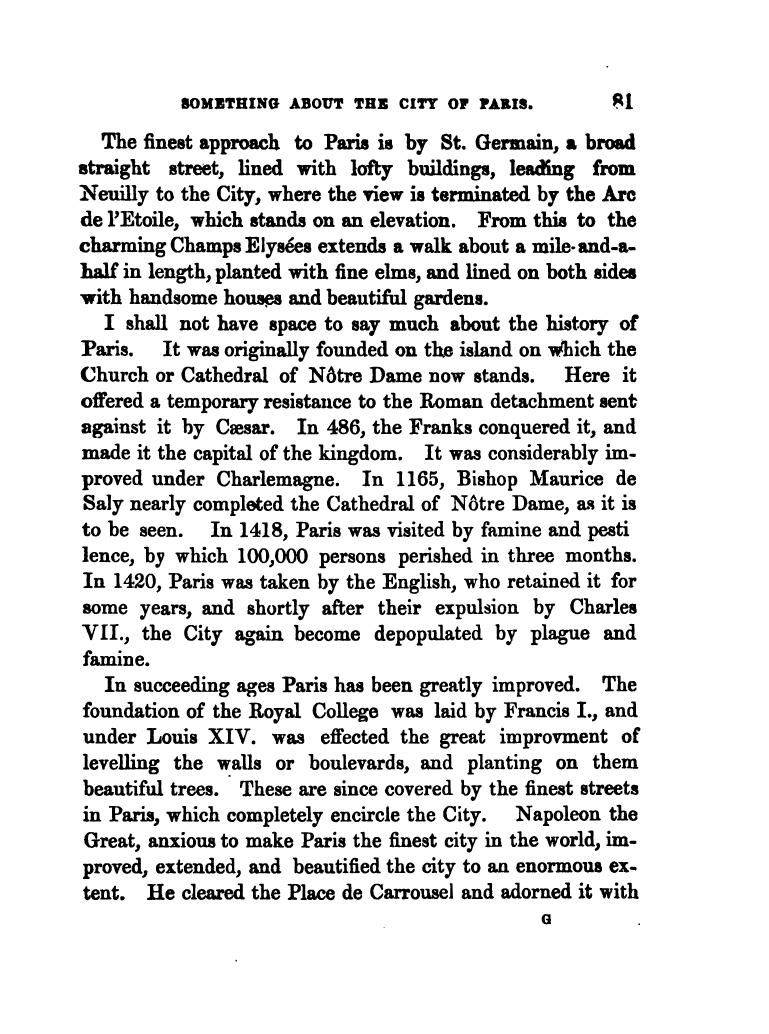 SOMETHING ABOUT THE CITY OF PARIS. 81
The finest approach to Paris is by St. Germain, a broad
straight street, lined with lofty buildings, leading from
Neuilly to the City, where the view is terminated by the Arc
de l'Etoile, which stands on an elevation. From this to the
charming Champs Elysées extends a walk about a mile-and-a-
half in length, planted with fine elms, and lined on both sides
with handsome houses and beautiful gardens.
I shall not have space to say much about the history of
Paris. It was originally founded on the island on which the
Church or Cathedral of Nôtre Dame now stands. Here it
offered a temporary resistance to the Roman detachment sent
against it by Cæsar. In 486, the Franks conquered it, and
made it the capital of the kingdom. It was considerably im-
proved under Charlemagne. In 1165, Bishop Maurice de
Saly nearly completed the Cathedral of Nôtre Dame, as it is
to be seen. In 1418, Paris was visited by famine and pesti
lence, by which 100,000 persons perished in three months.
In 1420, Paris was taken by the English, who retained it for
some years, and shortly after their expulsion by Charles
VII., the City again become depopulated by plague and
famine.
In succeeding ages Paris has been greatly improved. The
foundation of the Royal College was laid by Francis I., and
under Louis XIV. was effected the great improvment of
levelling the walls or boulevards, and planting on them
beautiful trees. These are since covered by the finest streets
in Paris, which completely encircle the City. Napoleon the
Great, anxious to make Paris the finest city in the world, im-
proved, extended, and beautified the city to an enormous ex-
tent. He cleared the Place de Carrousel and adorned it with
G